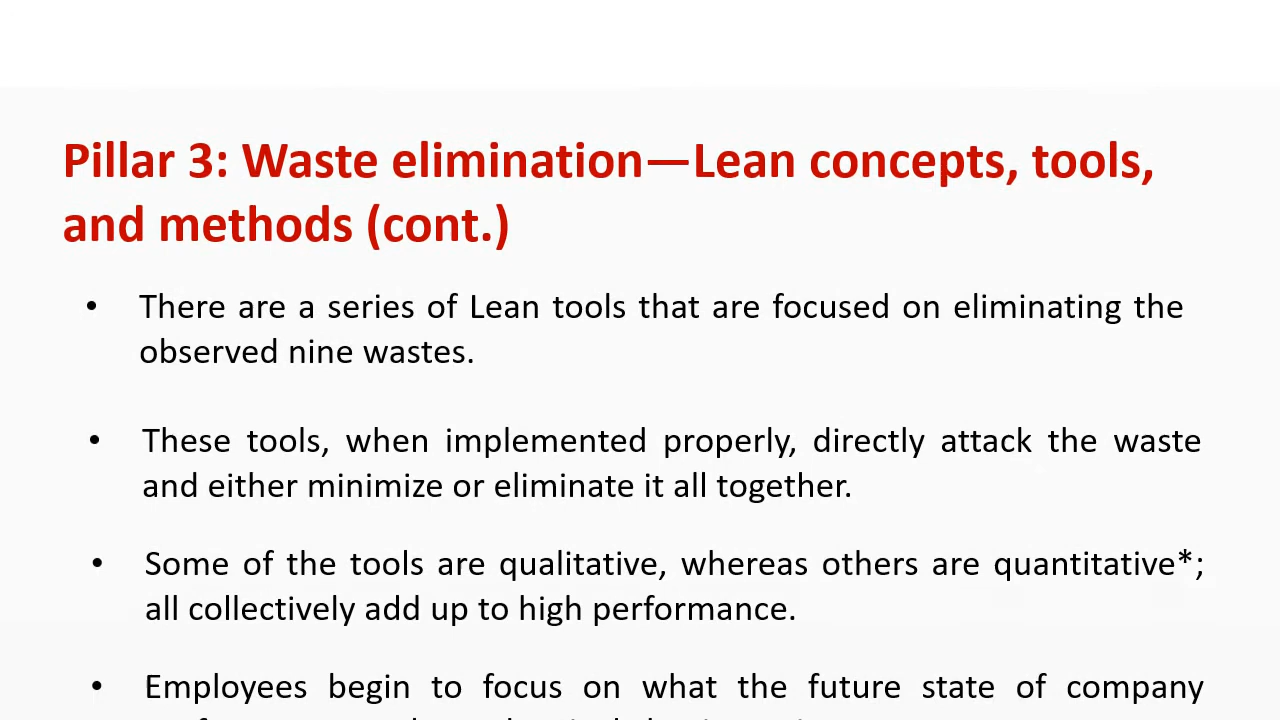 Pillar 3: Waste elimination—Lean concepts, tools,
and methods (cont.)
• There are a series of Lean tools that are focused on eliminating the
observed nine wastes.
• These tools, when implemented properly, directly attack the waste
and either minimize or eliminate it all together.
• Some of the tools are qualitative, whereas others are quantitative*;
all collectively add up to high performance.
• Employees begin to focus on what the future state of company